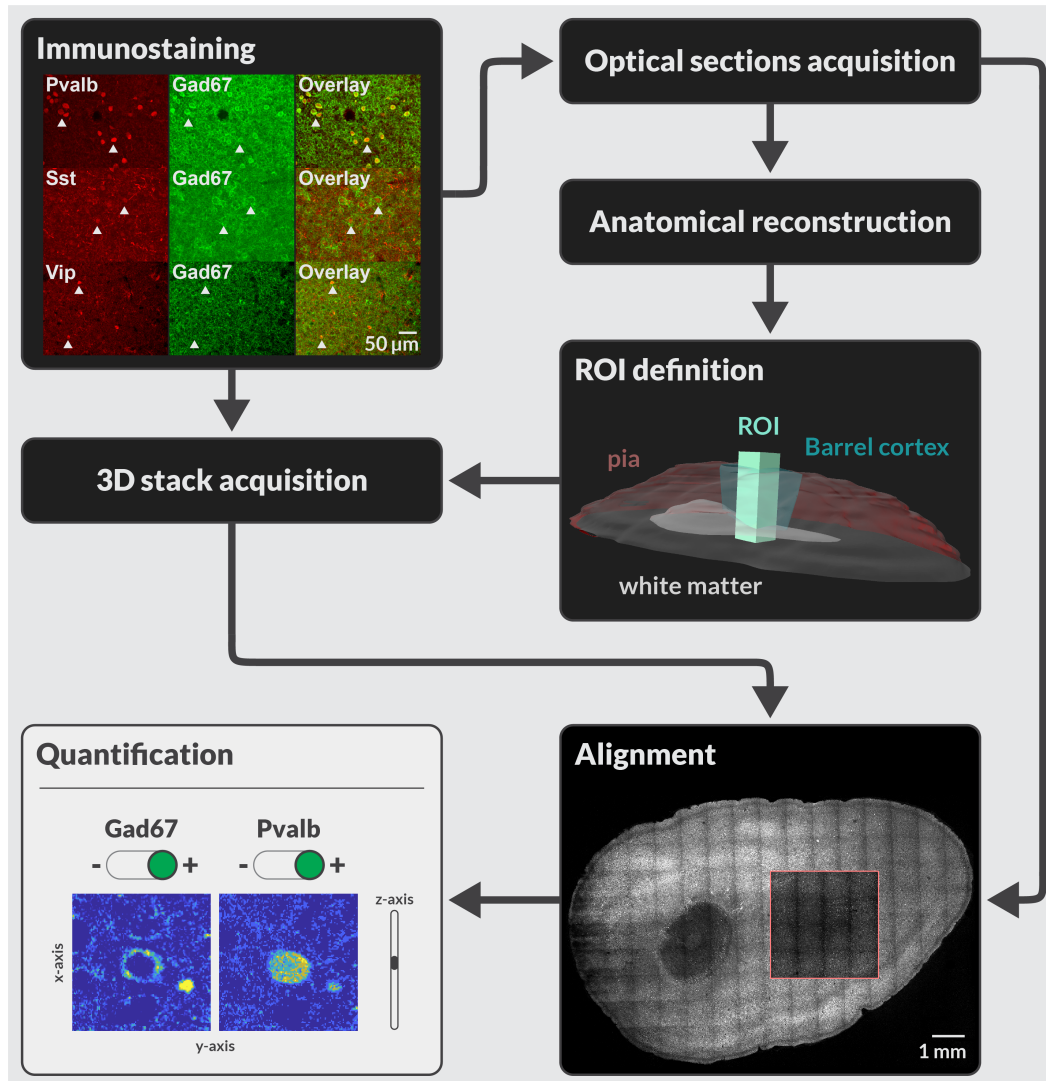 Immunostaining
Pvalb Gad67 Overlay
Sst Gad67 Overlay
Vip Gad67 Overlay
50 µm
Optical sections acquisition
Anatomical reconstruction
ROI definition
ROI
Barrel cortex
pia
white matter
3D stack acquisition
Alignment
1 mm
Quantification
Gad67 Pvalb
- + - +
z-axis
x-axis
y-axis